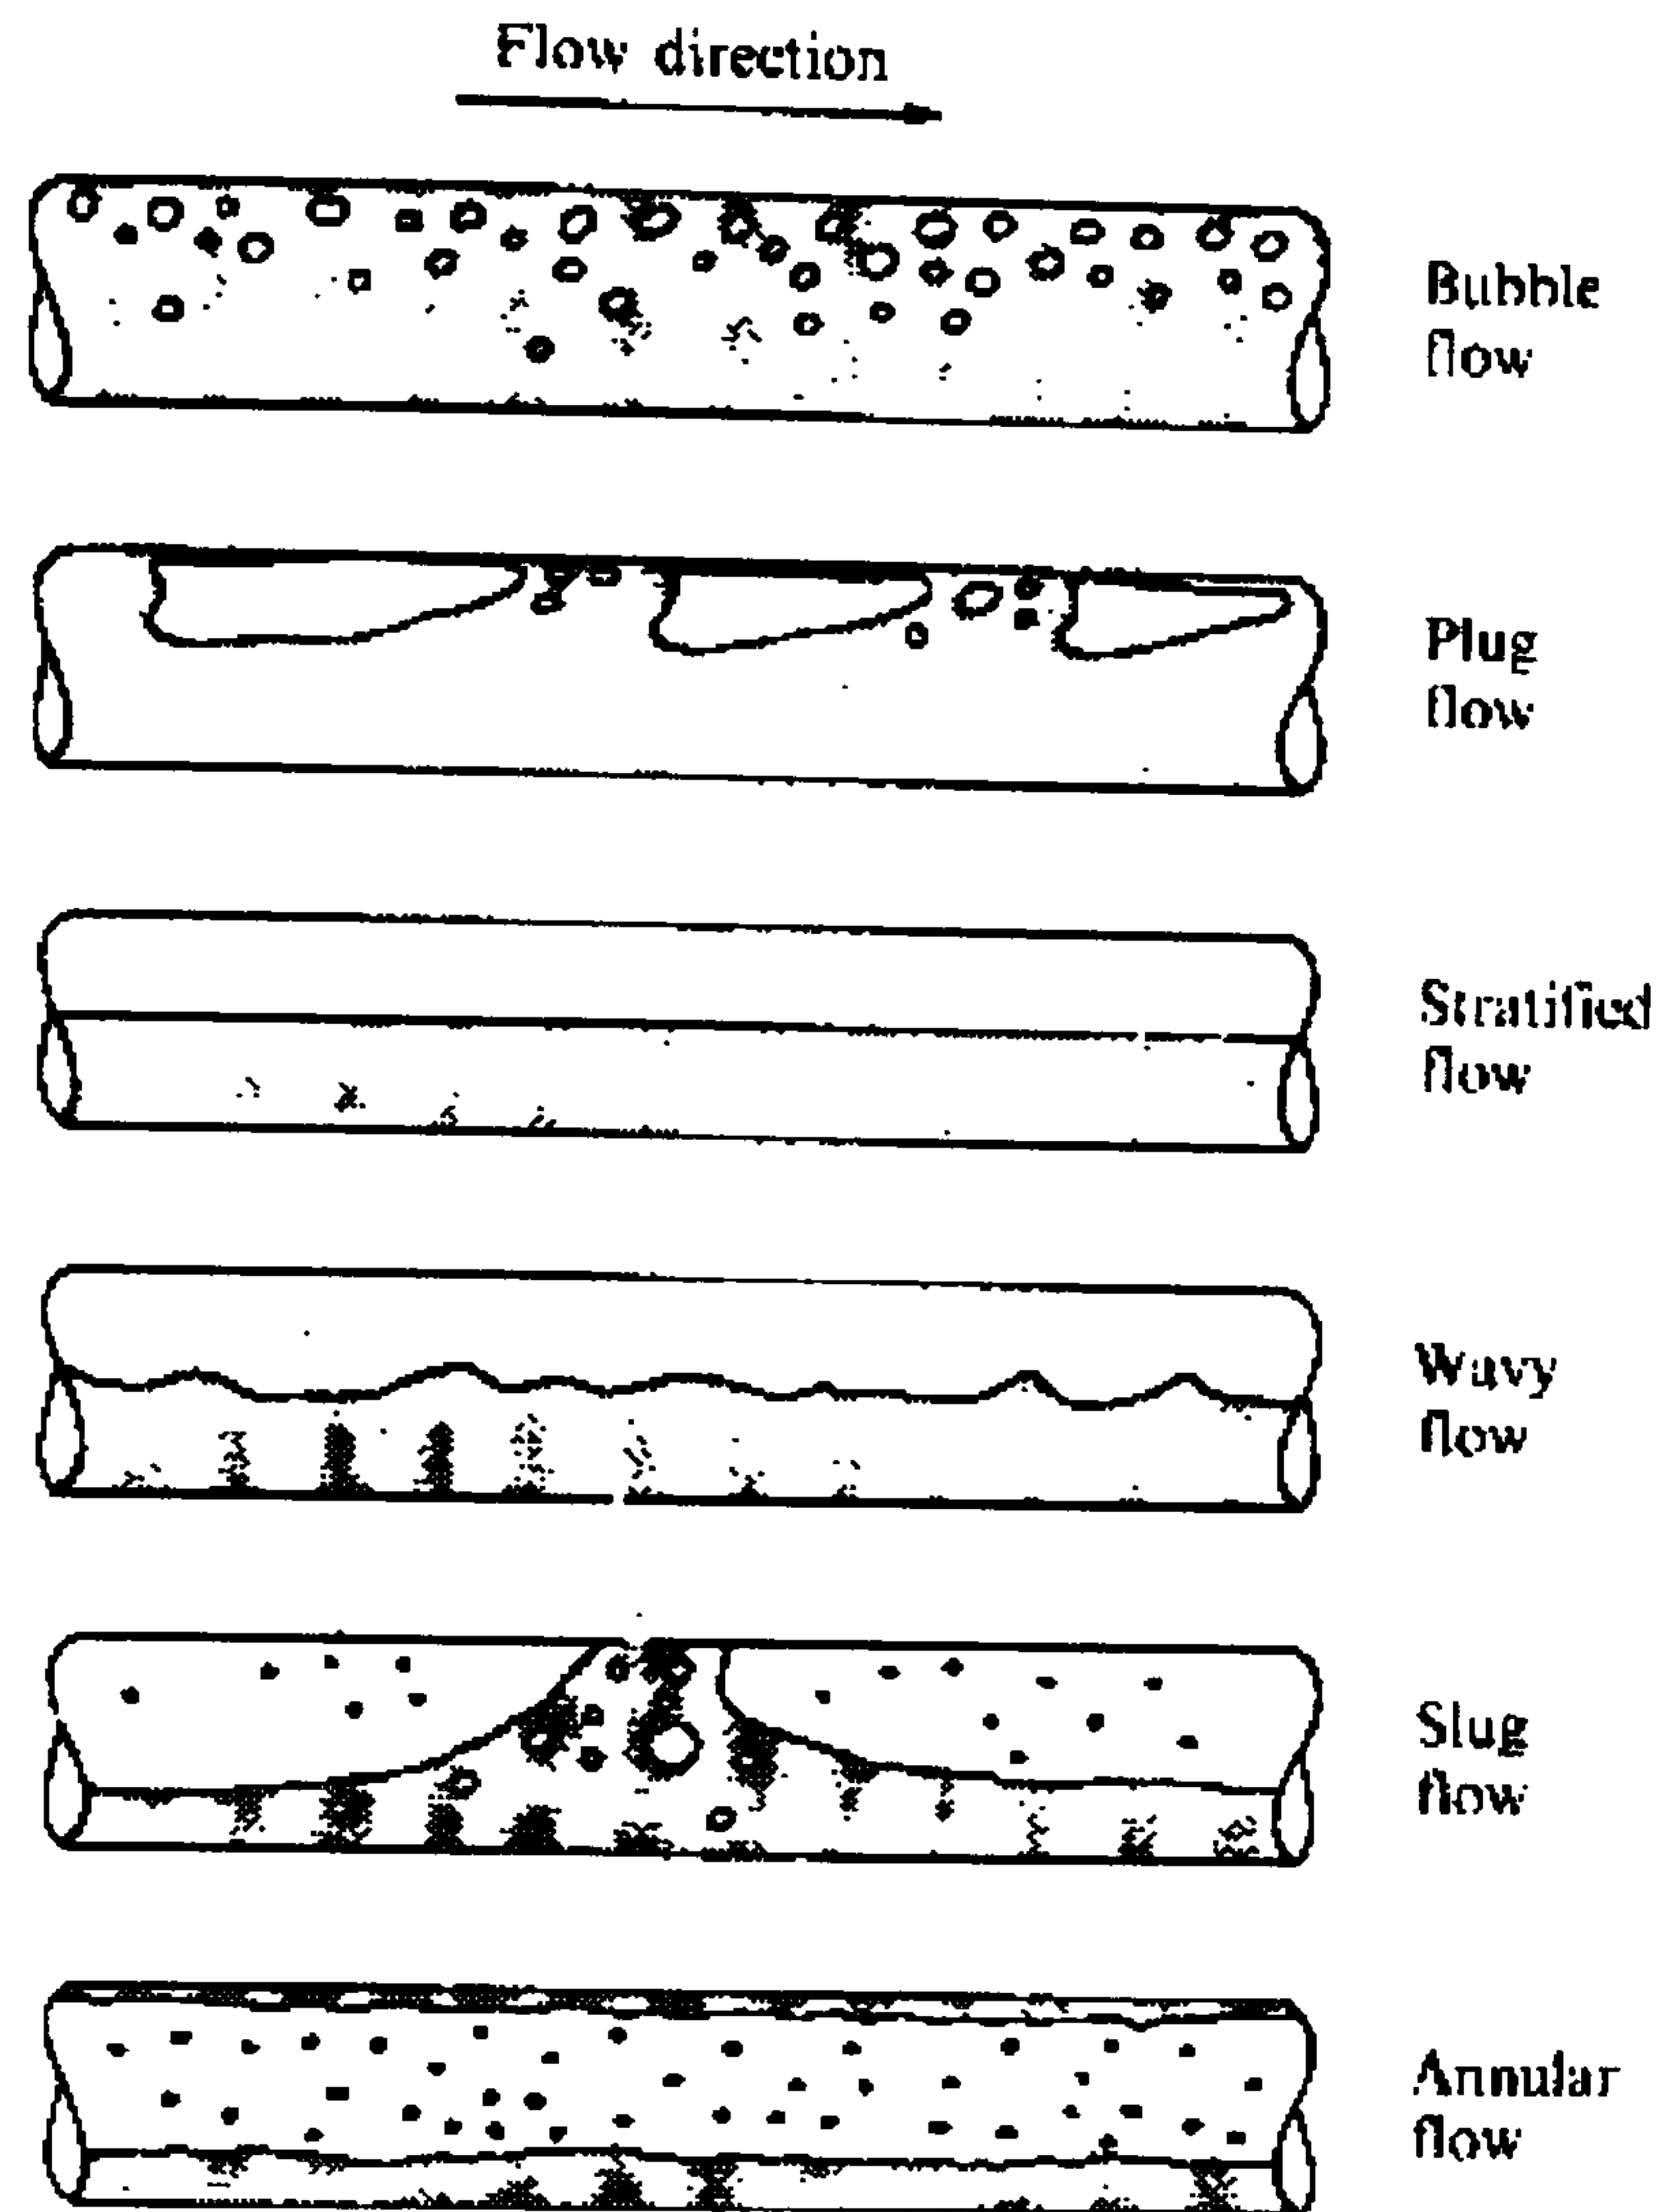 Flow direction
Bubble
flow
Plug
flow
Stratified
flow
Wavy
flow
Slug
flow
Annular
flow